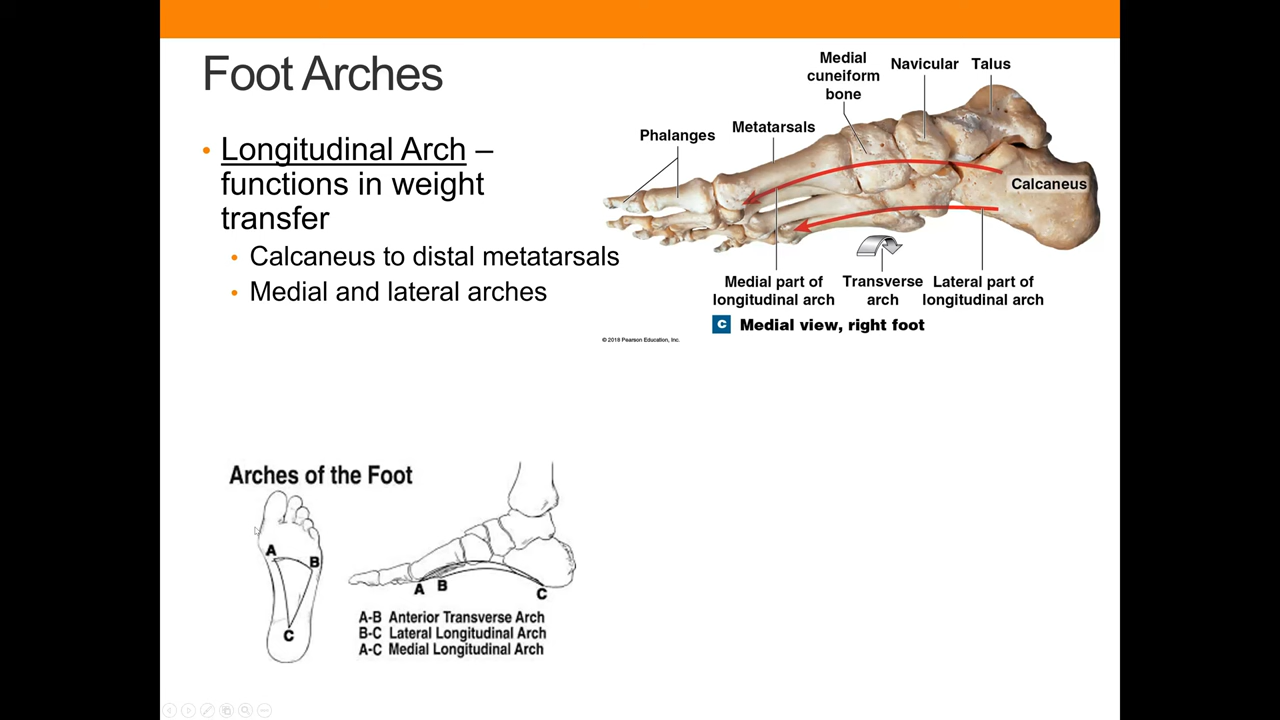 Foot Arches
• Longitudinal Arch –
functions in weight
transfer
• Calcaneus to distal metatarsals
• Medial and lateral arches
Medial
cuneiform
bone
Navicular
Talus
Phalanges
Metatarsals
Calcaneus
Medial part of
longitudinal arch
Transverse
arch
Lateral part of
longitudinal arch
C Medial view, right foot
© 2018 Pearson Education, Inc.
Arches of the Foot
A
B
C
A
B
C
A-B Anterior Transverse Arch
B-C Lateral Longitudinal Arch
A-C Medial Longitudinal Arch